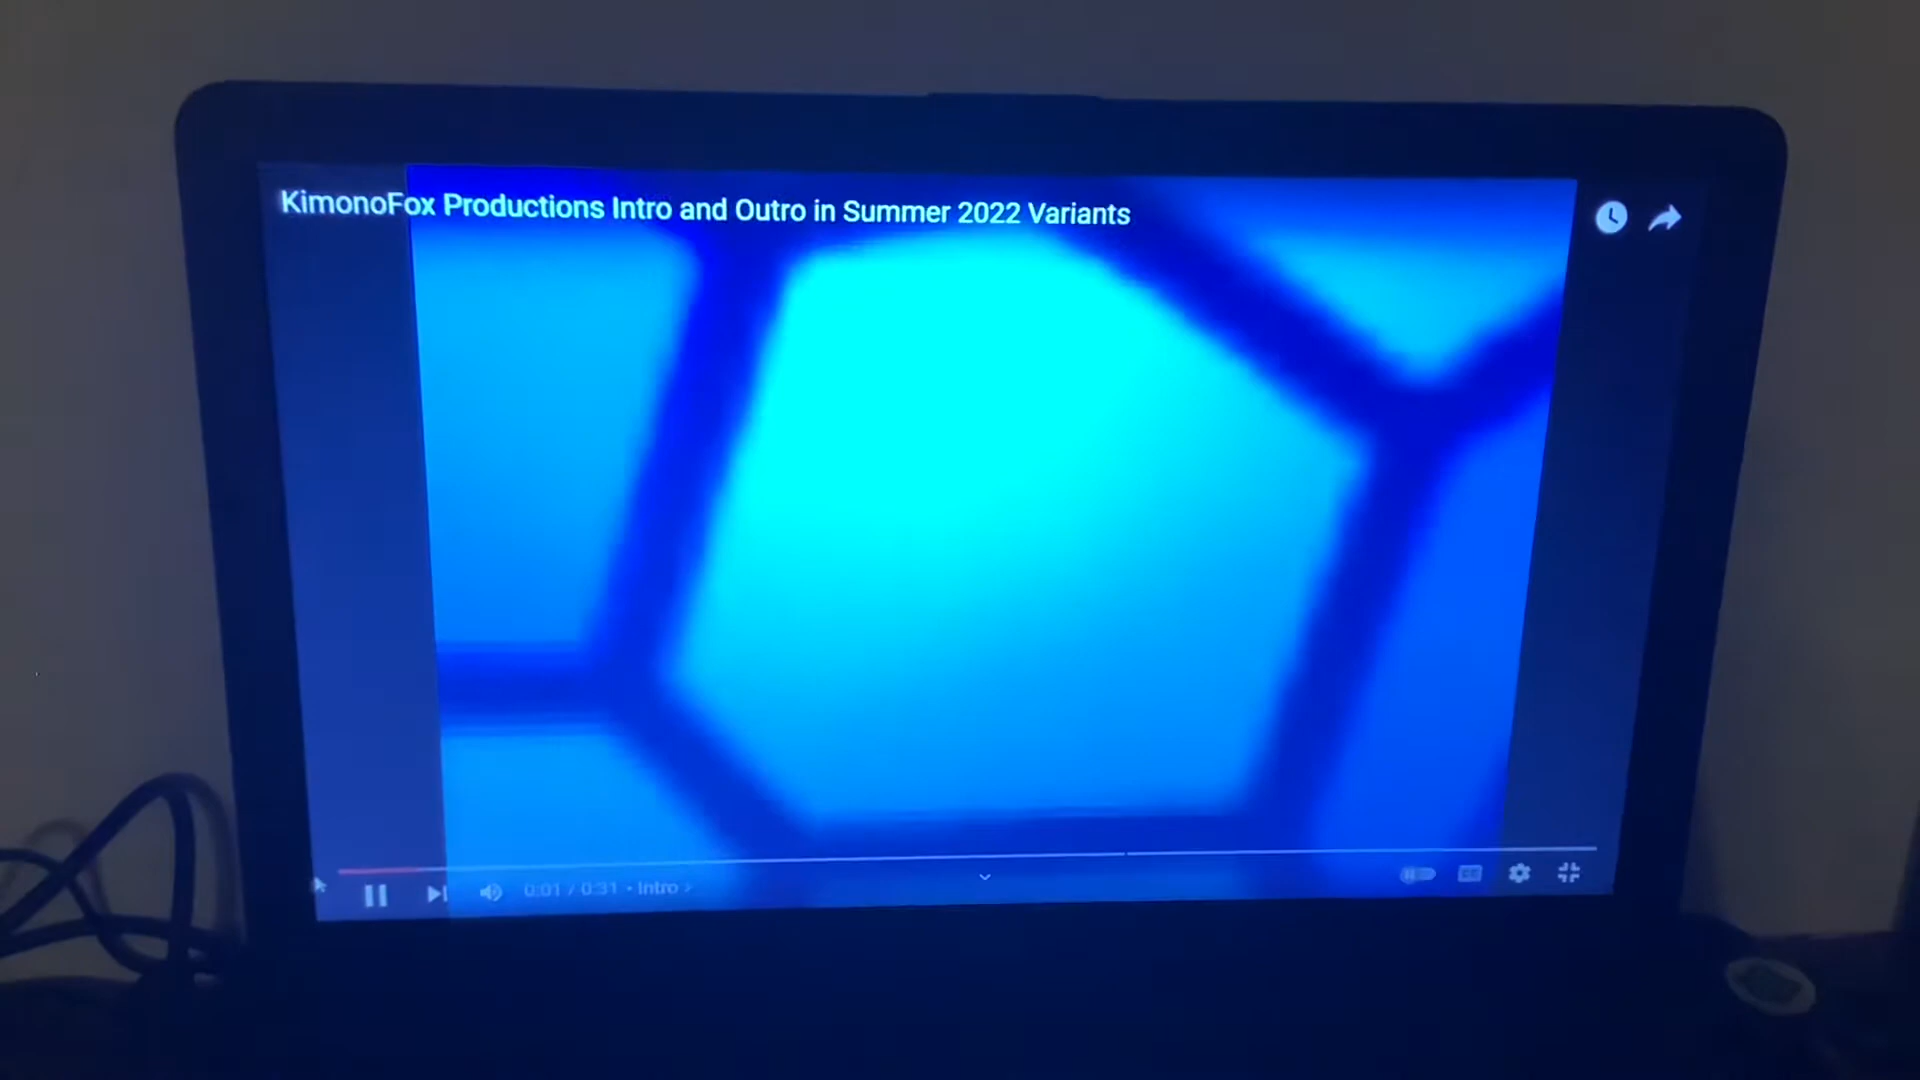 KimonoFox Productions Intro and Outro in Summer 2022 Variants
0:01 / 0:31 • Intro >